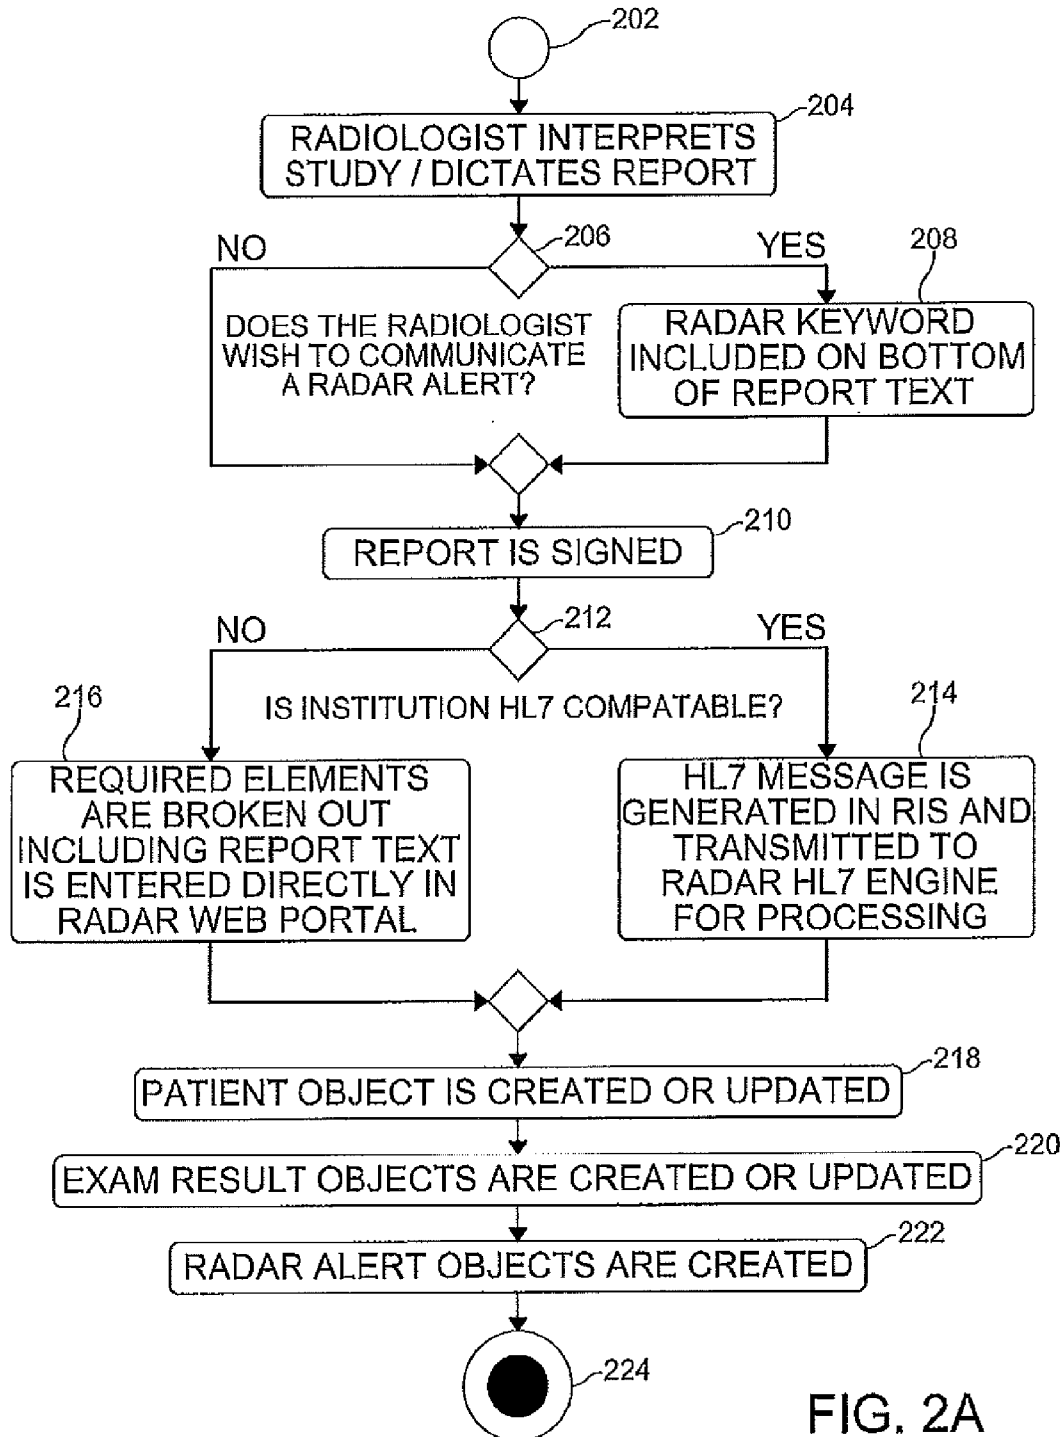 202
204
RADIOLOGIST INTERPRETS
STUDY / DICTATES REPORT
206
NO
YES
208
DOES THE RADIOLOGIST
WISH TO COMMUNICATE
A RADAR ALERT?
RADAR KEYWORD
INCLUDED ON BOTTOM
OF REPORT TEXT
210
REPORT IS SIGNED
212
NO
YES
IS INSTITUTION HL7 COMPATABLE?
216
REQUIRED ELEMENTS
ARE BROKEN OUT
INCLUDING REPORT TEXT
IS ENTERED DIRECTLY IN
RADAR WEB PORTAL
214
HL7 MESSAGE IS
GENERATED IN RIS AND
TRANSMITTED TO
RADAR HL7 ENGINE
FOR PROCESSING
218
PATIENT OBJECT IS CREATED OR UPDATED
220
EXAM RESULT OBJECTS ARE CREATED OR UPDATED
222
RADAR ALERT OBJECTS ARE CREATED
224
FIG. 2A